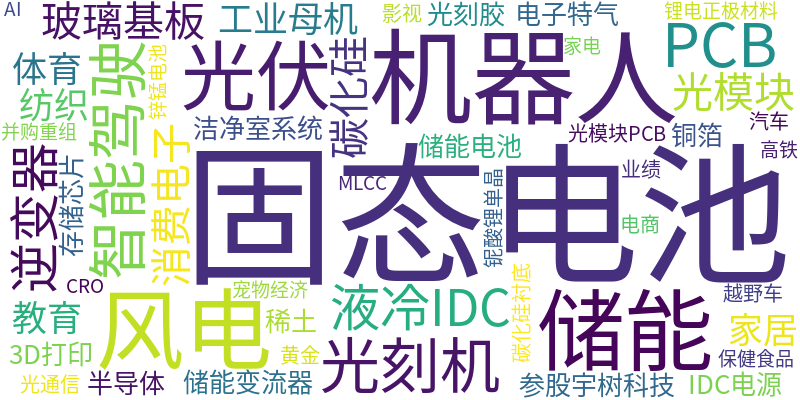 AI
玻璃基板
工业母机
影视
光刻胶
电子特气
锂电正极材料
体育
智能驾驶
锌锰电池
光伏
碳化硅
机器人
家电
PCB
纺织
光模块
并购重组
洁净室系统
储能电池
光模块PCB
铜箔
汽车
高铁
逆变器
存储芯片
消费电子
固态电池
MLCC
铌酸锂单晶
业绩
电商
CRO
宠物经济
越野车
教育
风电
稀土
液冷IDC
碳化硅衬底
储能
家居
3D打印
黄金
光刻机
保健食品
光通信
半导体
储能变流器
参股宇树科技
IDC电源